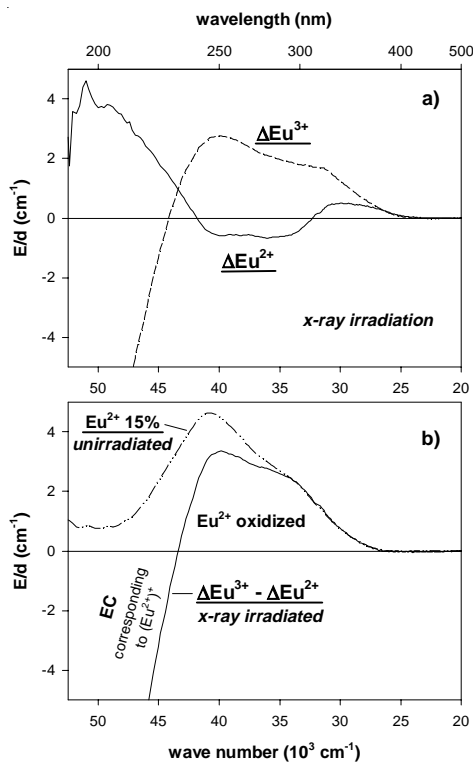 wavelength (nm)
200 250 300 400 500
a)
4
ΔEu³⁺
2
0
ΔEu²⁺
-2
x-ray irradiation
-4
E/d (cm⁻¹)
50 45 40 35 30 25 20
b)
Eu²⁺ 15%
unirradiated
4
2
Eu²⁺ oxidized
0
ΔEu³⁺ - ΔEu²⁺
x-ray irradiated
EC
corresponding
to (Eu²⁺)⁺
-2
-4
E/d (cm⁻¹)
50 45 40 35 30 25 20
wave number (10³ cm⁻¹)